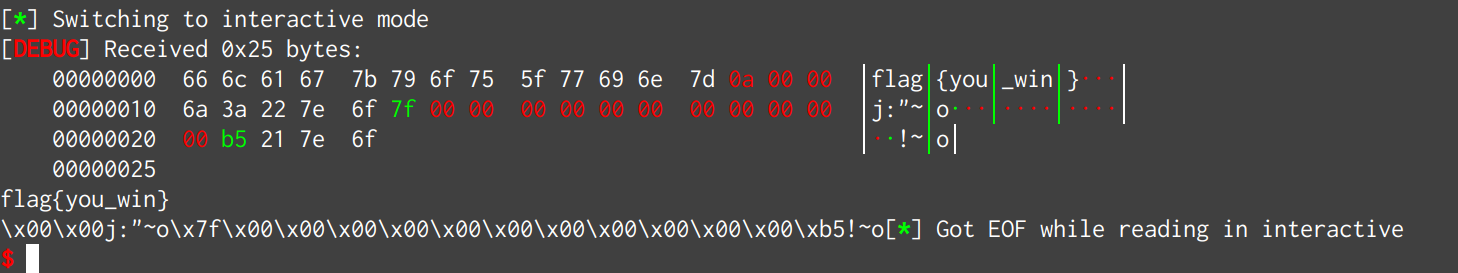 [*] Switching to interactive mode
[DEBUG] Received 0x25 bytes:
    00000000  66 6c 61 67  7b 79 6f 75  5f 77 69 6e  7d 0a 00 00  │flag│{you│_win│}···│
    00000010  6a 3a 22 7e  6f 7f 00 00  00 00 00 00  00 00 00 00  │j:"~│o···│····│····│
    00000020  00 b5 21 7e  6f                                     │··!~│o│
    00000025
flag{you_win}
\x00\x00j:"~o\x7f\x00\x00\x00\x00\x00\x00\x00\x00\x00\x00\x00\xb5!~o[*] Got EOF while reading in interactive
$